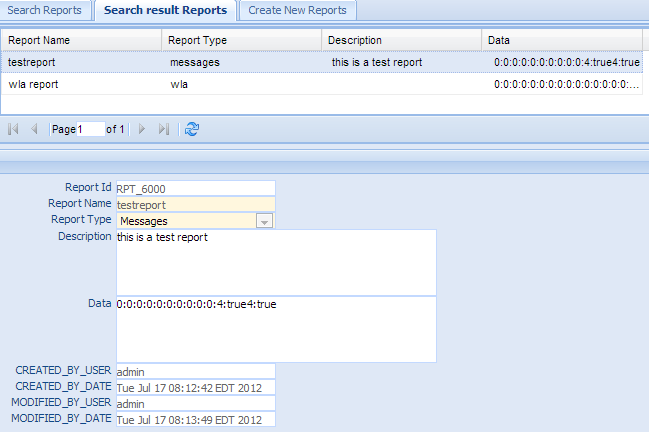 Search Reports Search result Reports Create New Reports
Report Name Report Type Description Data
testreport messages this is a test report 0:0:0:0:0:0:0:0:0:0:4:true4:true
wla report wla 0:0:0:0:0:0:0:0:0:0:0:0:0:0:...
Page 1 of 1
Report Id RPT_6000
Report Name testreport
Report Type Messages
Description this is a test report
Data 0:0:0:0:0:0:0:0:0:0:4:true4:true
CREATED_BY_USER admin
CREATED_BY_DATE Tue Jul 17 08:12:42 EDT 2012
MODIFIED_BY_USER admin
MODIFIED_BY_DATE Tue Jul 17 08:13:49 EDT 2012